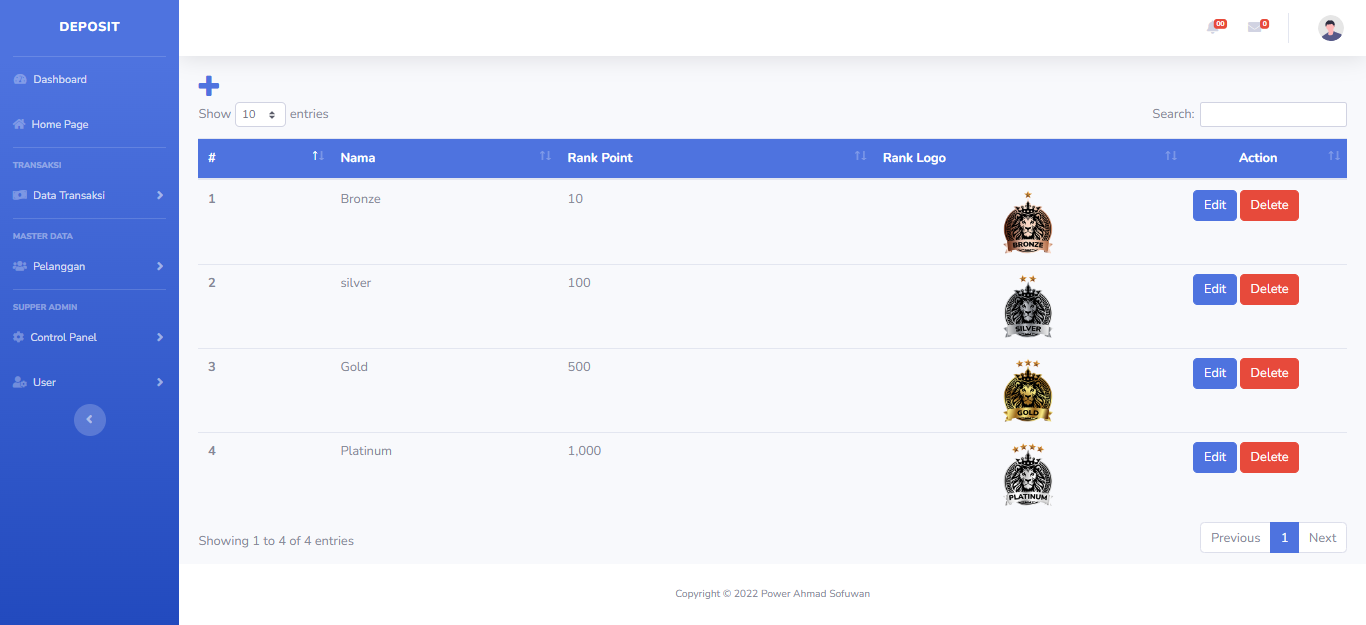 DEPOSIT
00
0
Dashboard
Home Page
TRANSAKSI
Data Transaksi
MASTER DATA
Pelanggan
SUPPER ADMIN
Control Panel
User
Show 10 entries
Search:
# Nama Rank Point Rank Logo Action
1 Bronze 10 BRONZE Edit Delete
2 silver 100 SILVER Edit Delete
3 Gold 500 GOLD Edit Delete
4 Platinum 1,000 PLATINUM Edit Delete
Showing 1 to 4 of 4 entries
Previous 1 Next
Copyright © 2022 Power Ahmad Sofuwan